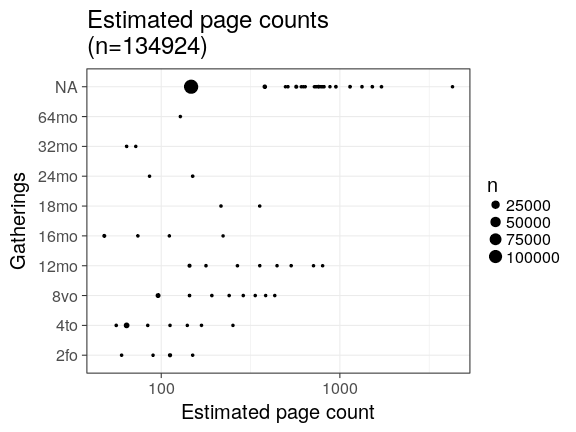 Estimated page counts
(n=134924)
NA
64mo
32mo
24mo
18mo
16mo
12mo
8vo
4to
2fo
Gatherings
100
1000
Estimated page count
n
25000
50000
75000
100000